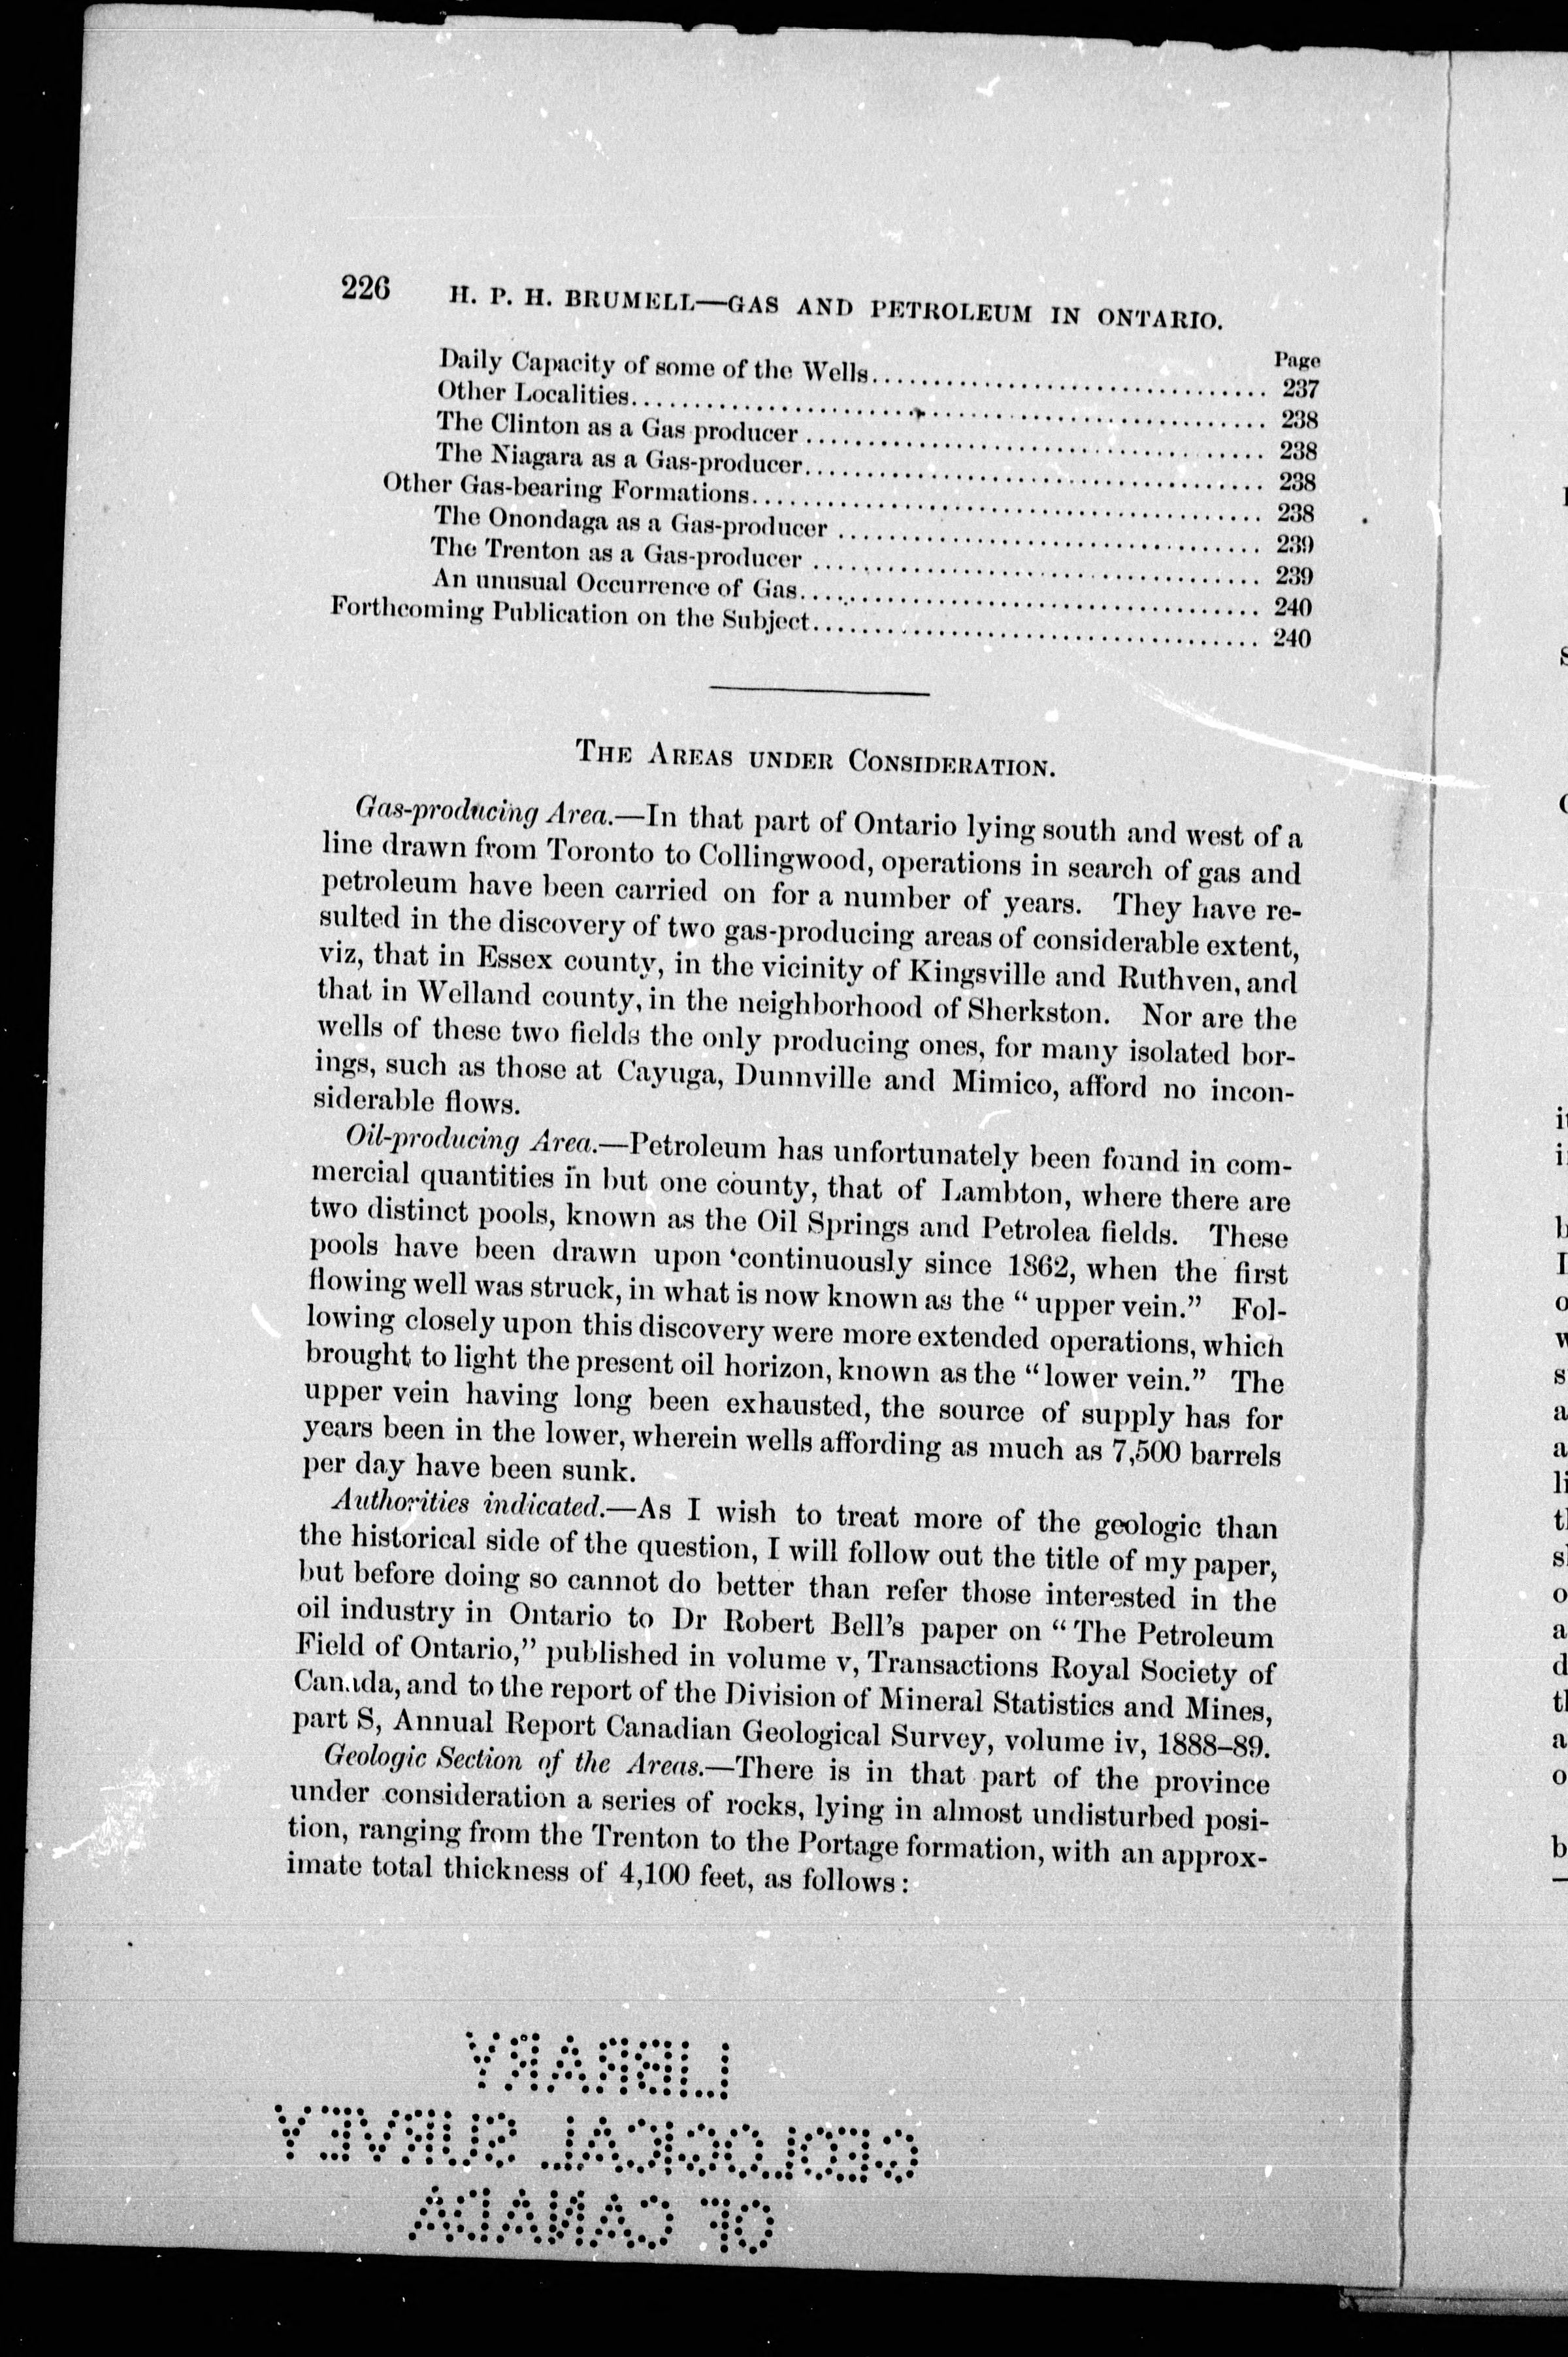 226 H. P. H. BRUMELL—GAS AND PETROLEUM IN ONTARIO.
Page
Daily Capacity of some of the Wells................................ 237
Other Localities................................ 238
The Clinton as a Gas producer ................................ 238
The Niagara as a Gas-producer................................ 238
Other Gas-bearing Formations................................ 238
The Onondaga as a Gas-producer ................................ 239
The Trenton as a Gas-producer ................................ 239
An unusual Occurrence of Gas................................ 240
Forthcoming Publication on the Subject................................ 240
THE AREAS UNDER CONSIDERATION.
Gas-producing Area.—In that part of Ontario lying south and west of a
line drawn from Toronto to Collingwood, operations in search of gas and
petroleum have been carried on for a number of years. They have re-
sulted in the discovery of two gas-producing areas of considerable extent,
viz, that in Essex county, in the vicinity of Kingsville and Ruthven, and
that in Welland county, in the neighborhood of Sherkston. Nor are the
wells of these two fields the only producing ones, for many isolated bor-
ings, such as those at Cayuga, Dunnville and Mimico, afford no incon-
siderable flows.
Oil-producing Area.—Petroleum has unfortunately been found in com-
mercial quantities in but one county, that of Lambton, where there are
two distinct pools, known as the Oil Springs and Petrolea fields. These
pools have been drawn upon continuously since 1862, when the first
flowing well was struck, in what is now known as the “ upper vein.” Fol-
lowing closely upon this discovery were more extended operations, which
brought to light the present oil horizon, known as the “ lower vein.” The
upper vein having long been exhausted, the source of supply has for
years been in the lower, wherein wells affording as much as 7,500 barrels
per day have been sunk.
Authorities indicated.—As I wish to treat more of the geologic than
the historical side of the question, I will follow out the title of my paper,
but before doing so cannot do better than refer those interested in the
oil industry in Ontario to Dr Robert Bell’s paper on “ The Petroleum
Field of Ontario,” published in volume v, Transactions Royal Society of
Canada, and to the report of the Division of Mineral Statistics and Mines,
part S, Annual Report Canadian Geological Survey, volume iv, 1888–89.
Geologic Section of the Areas.—There is in that part of the province
under consideration a series of rocks, lying in almost undisturbed posi-
tion, ranging from the Trenton to the Portage formation, with an approx-
imate total thickness of 4,100 feet, as follows:
LIBRARY
GEOLOGICAL SURVEY
OF CANADA